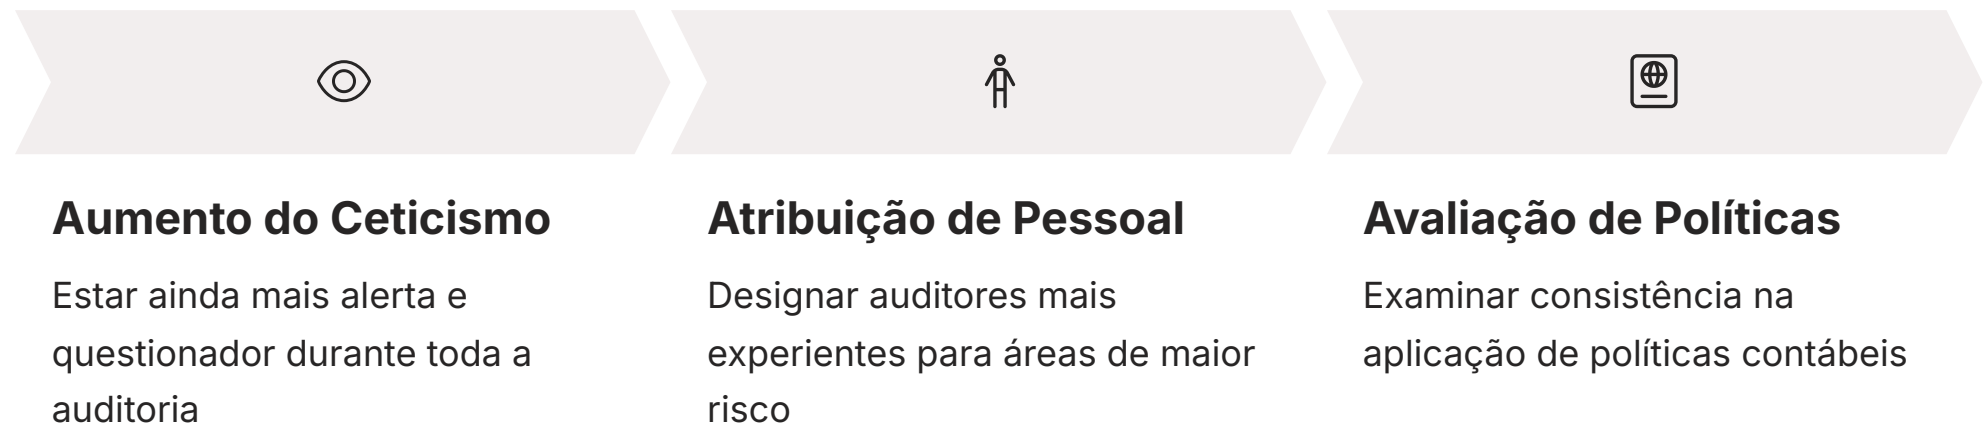 Aumento do Ceticismo
Estar ainda mais alerta e
questionador durante toda a
auditoria
Atribuição de Pessoal
Designar auditores mais
experientes para áreas de maior
risco
Avaliação de Políticas
Examinar consistência na
aplicação de políticas contábeis